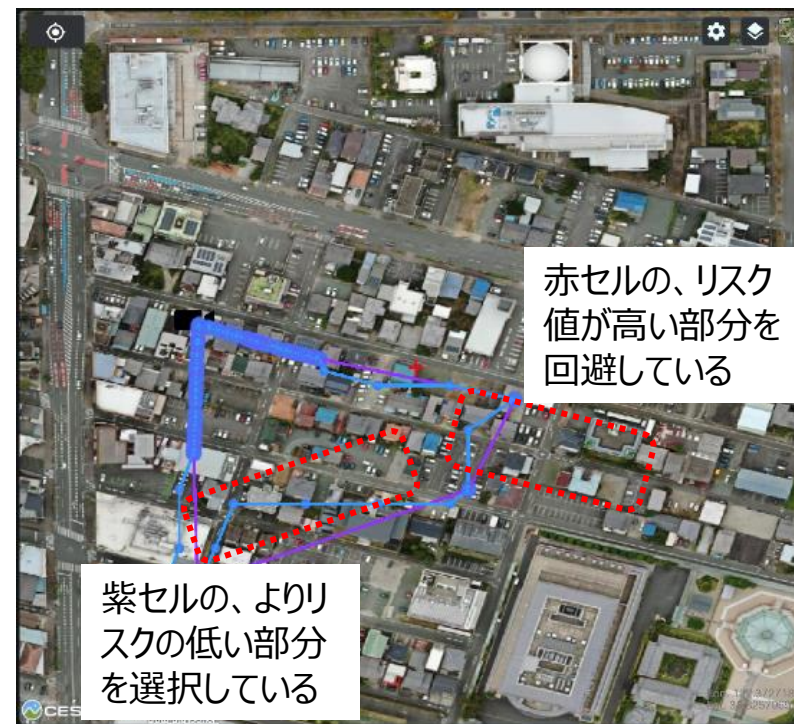 赤セルの、リスク
値が高い部分を
回避している
紫セルの、よりリ
スクの低い部分
を選択している
CES